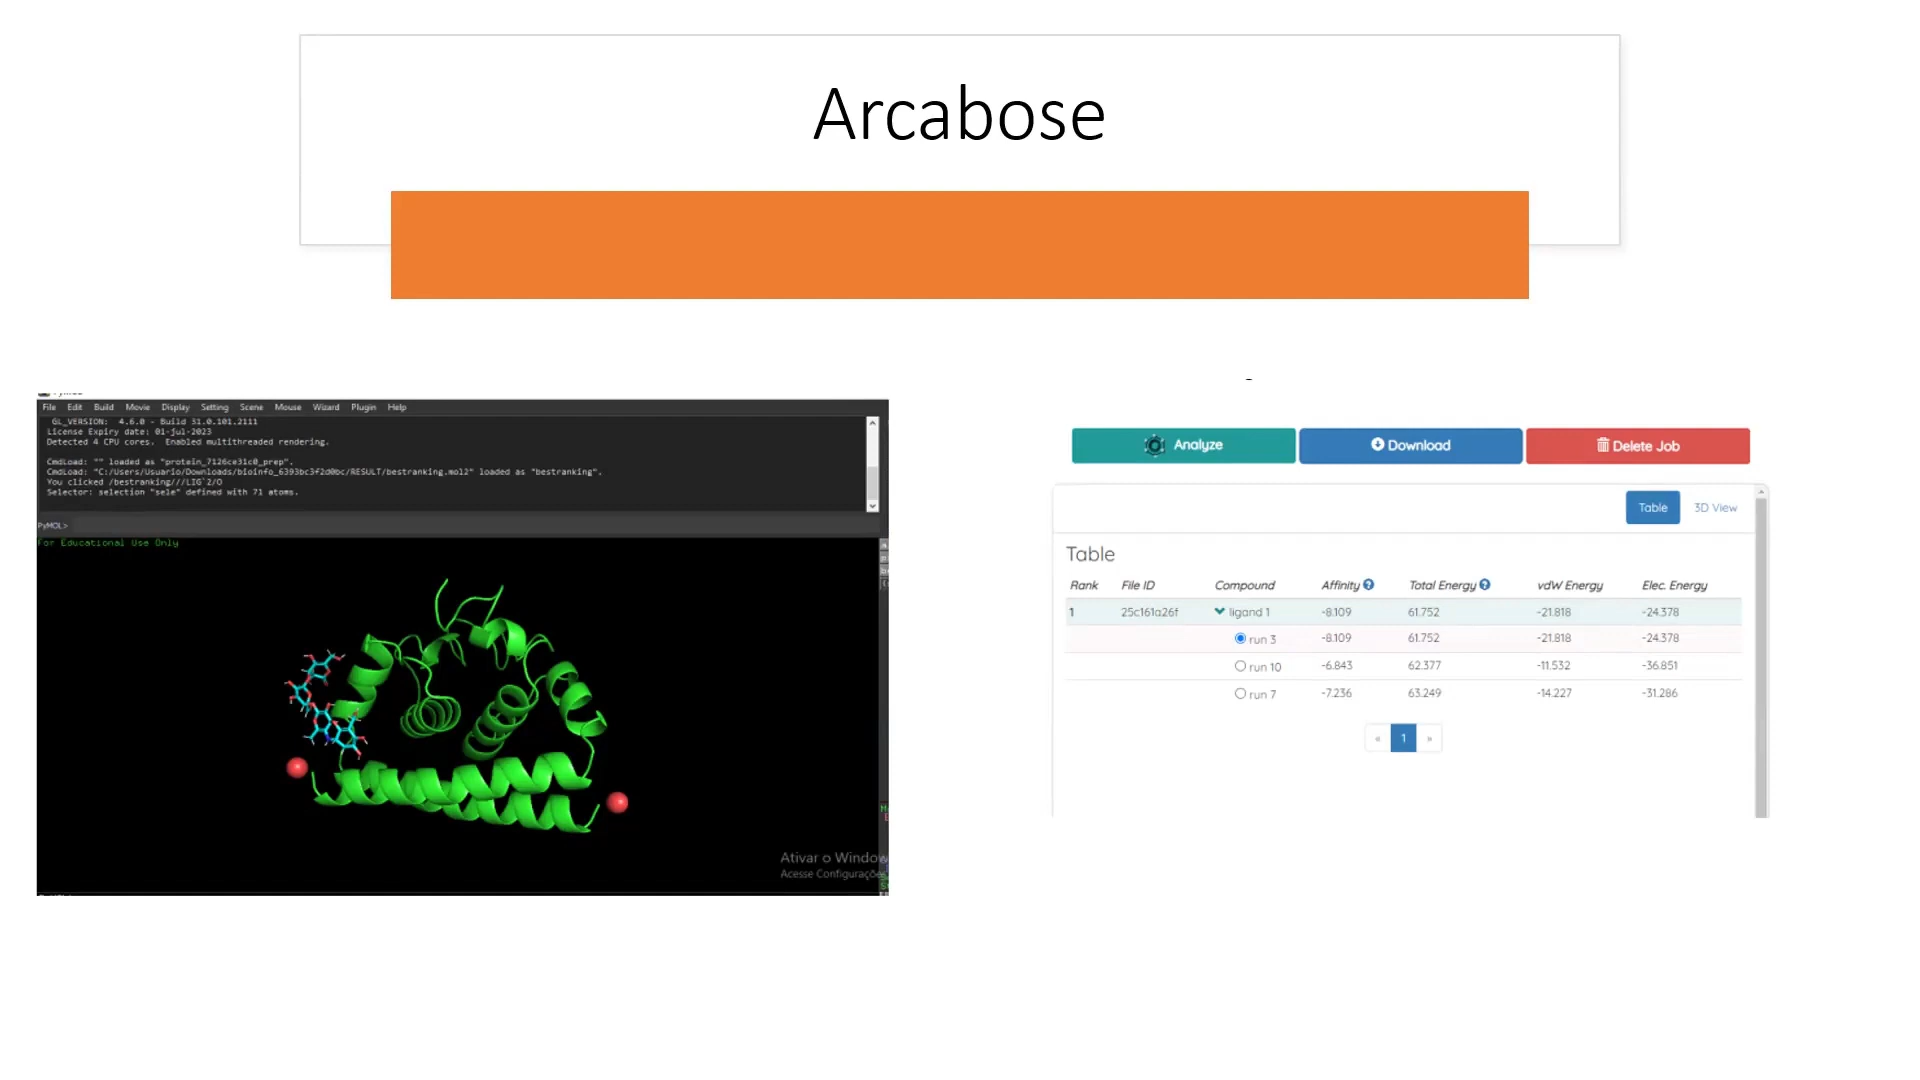 Arcabose
File Edit Build Movie Display Setting Scene Mouse Wizard Plugin Help
GL_VERSION: 4.6.0 - Build 31.0.101.2111
License Expiry date: 01-jul-2023
Detected 4 CPU cores. Enabled multithreaded rendering.
CmdLoad: "" loaded as "protein_7126ce31c0_prep".
CmdLoad: "C:/Users/Usuario/Downloads/bioinfo_6393bc3f2d0bc/RESULT/bestranking.mol2" loaded as "bestranking".
You clicked /bestranking///LIG`2/O
Selector: selection "sele" defined with 71 atoms.
PyMOL>
For Educational Use Only
Ativar o Window
Acesse Configurações
Analyze Download Delete Job
Table 3D View
Table
Rank File ID Compound Affinity Total Energy vdW Energy Elec. Energy
1 25c161a26f ligand 1 -8.109 61.752 -21.818 -24.378
run 3 -8.109 61.752 -21.818 -24.378
run 10 -6.843 62.377 -11.532 -36.851
run 7 -7.236 63.249 -14.227 -31.286
« 1 »